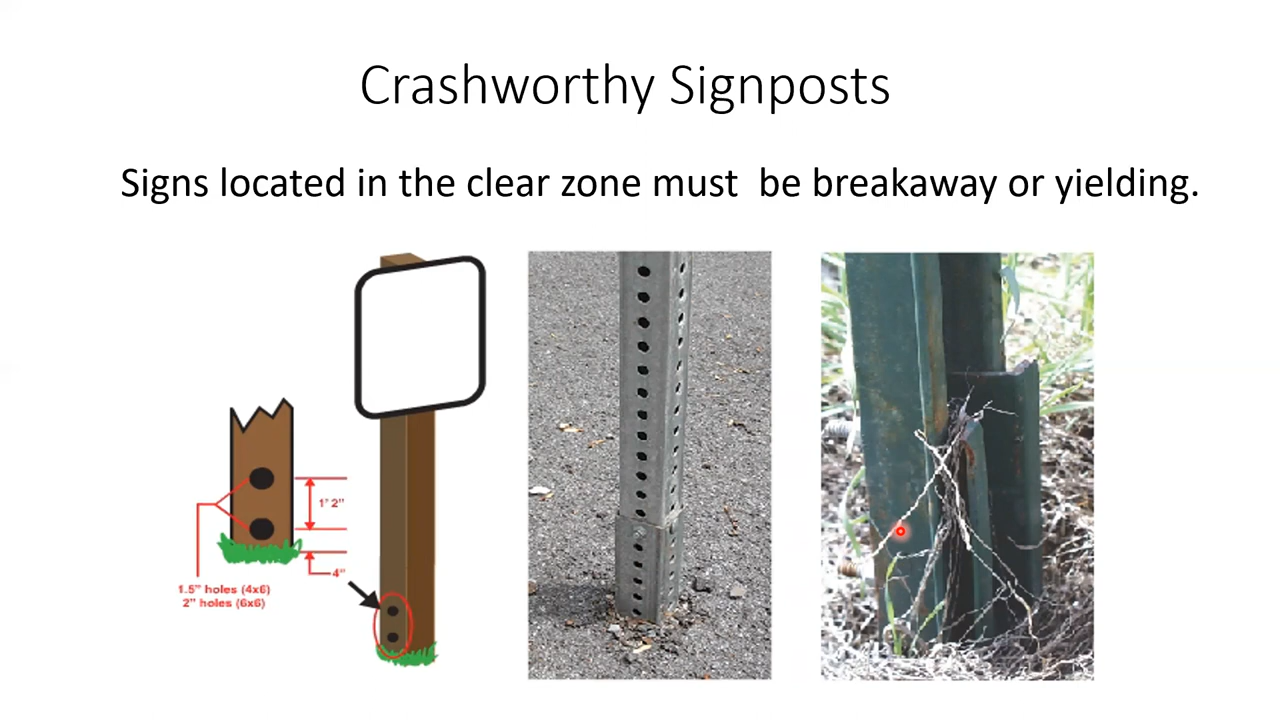 Crashworthy Signposts
Signs located in the clear zone must  be breakaway or yielding.
1' 2"
4"
1.5" holes (4x6)
2" holes (6x6)